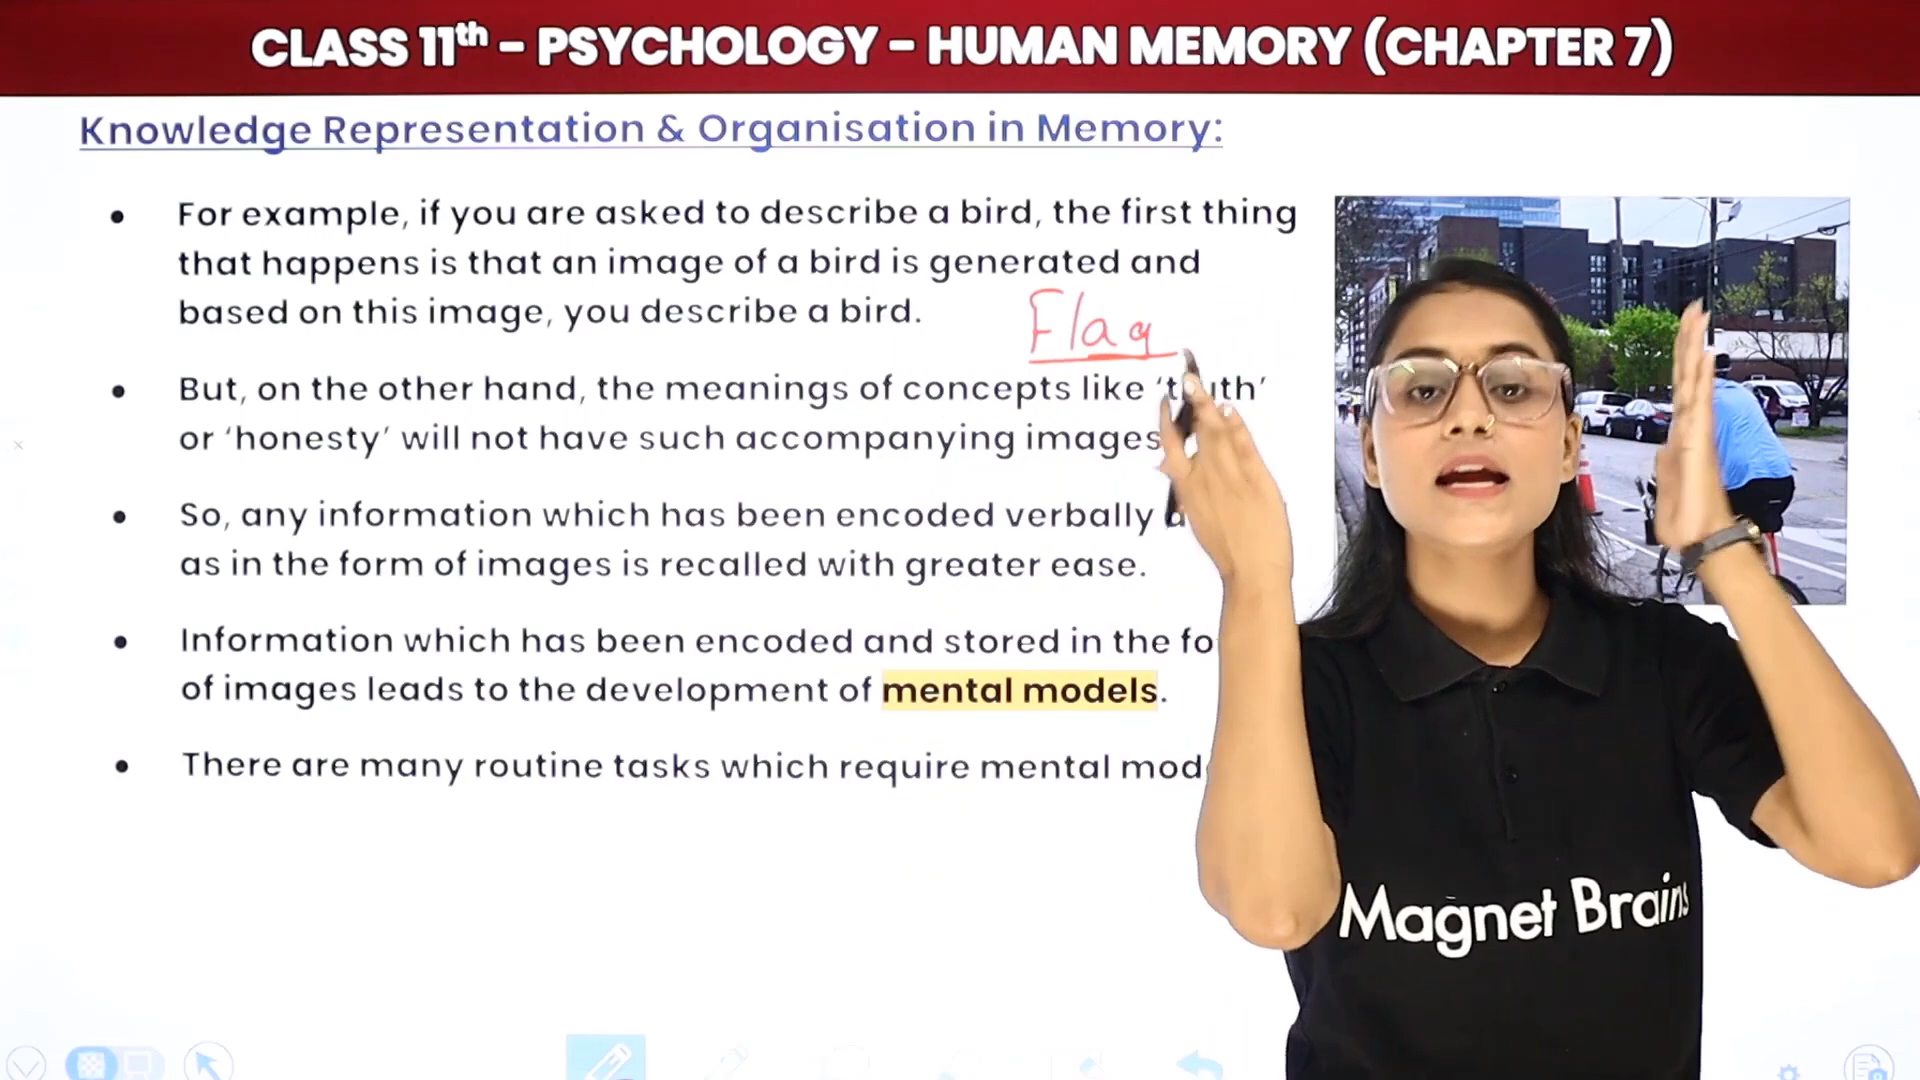 CLASS 11th – PSYCHOLOGY – HUMAN MEMORY (CHAPTER 7)
Knowledge Representation & Organisation in Memory:
• For example, if you are asked to describe a bird, the first thing
that happens is that an image of a bird is generated and
based on this image, you describe a bird.
Flag
• But, on the other hand, the meanings of concepts like ‘truth’
or ‘honesty’ will not have such accompanying images
• So, any information which has been encoded verbally
as in the form of images is recalled with greater ease.
• Information which has been encoded and stored in the
of images leads to the development of mental models.
• There are many routine tasks which require mental
Magnet Brains